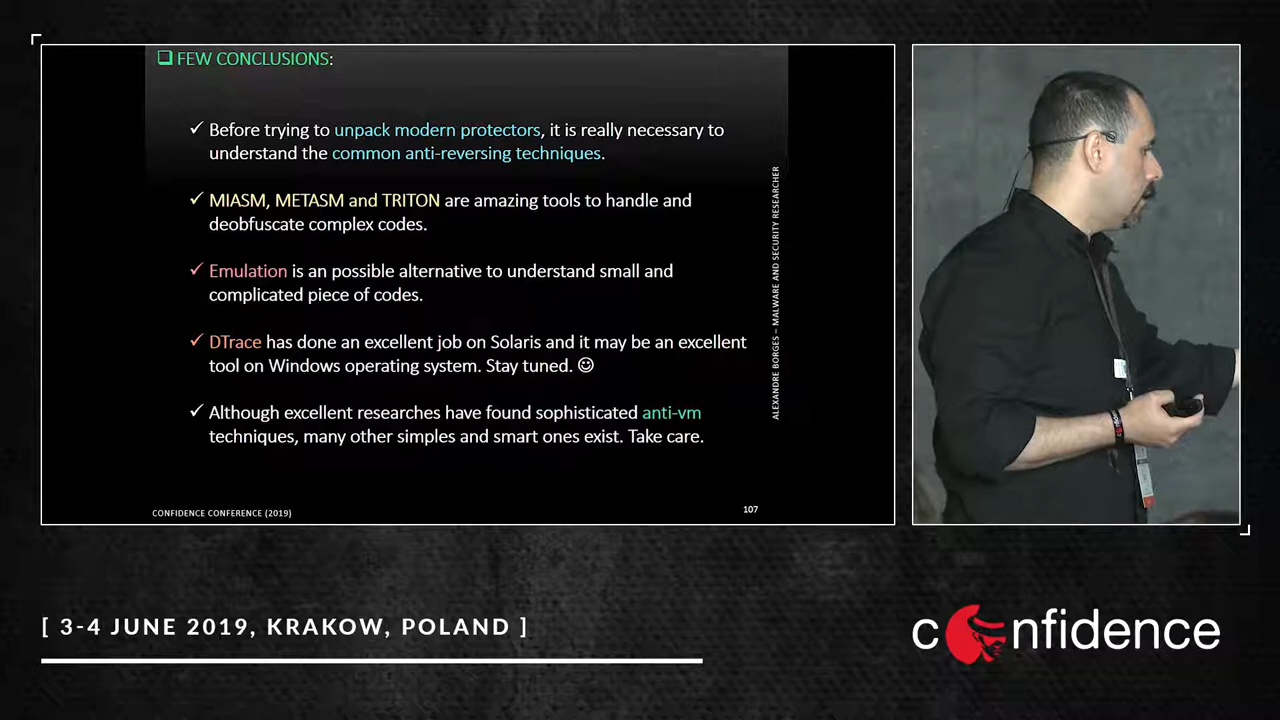 FEW CONCLUSIONS:
✓ Before trying to unpack modern protectors, it is really necessary to
understand the common anti-reversing techniques.
✓ MIASM, METASM and TRITON are amazing tools to handle and
deobfuscate complex codes.
✓ Emulation is an possible alternative to understand small and
complicated piece of codes.
✓ DTrace has done an excellent job on Solaris and it may be an excellent
tool on Windows operating system. Stay tuned. ☺
✓ Although excellent researches have found sophisticated anti-vm
techniques, many other simples and smart ones exist. Take care.
ALEXANDRE BORGES – MALWARE AND SECURITY RESEARCHER
CONFIDENCE CONFERENCE (2019)
107
[ 3-4 JUNE 2019, KRAKOW, POLAND ]
confidence